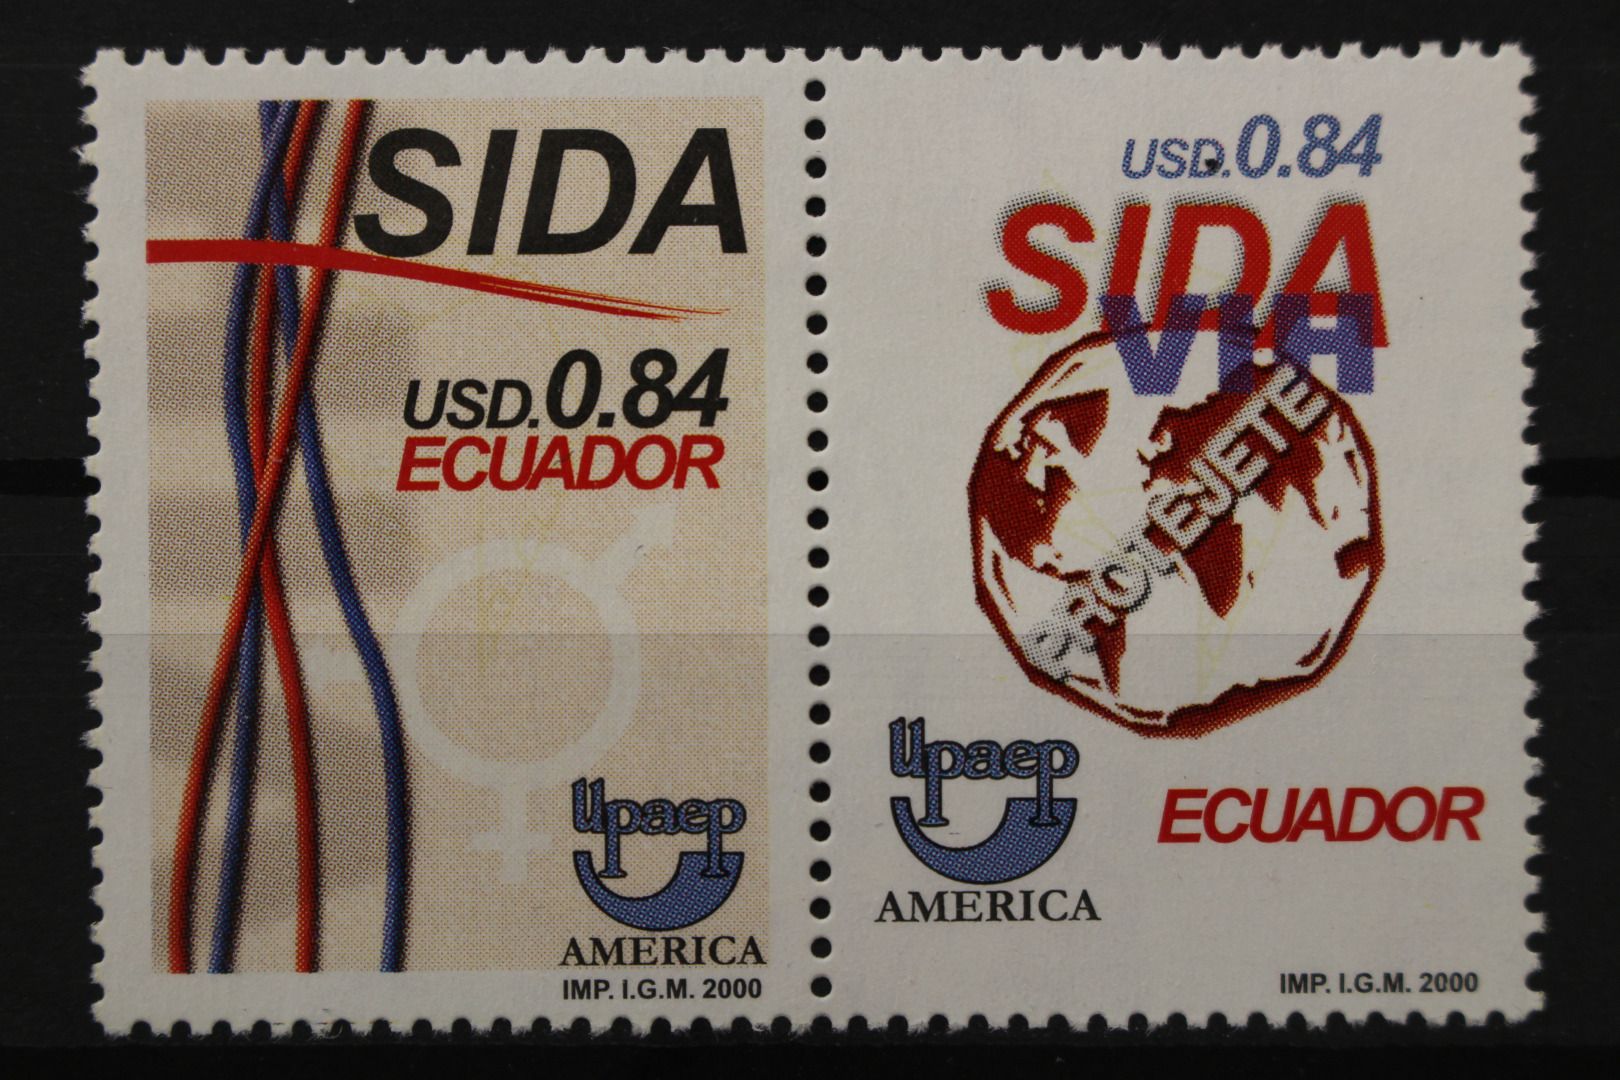 SIDA
USD.0.84
ECUADOR
Upaep
AMERICA
IMP. I.G.M. 2000
USD.0.84
SIDA
VIH
PROTEJETE
Upaep
AMERICA
ECUADOR
IMP. I.G.M. 2000